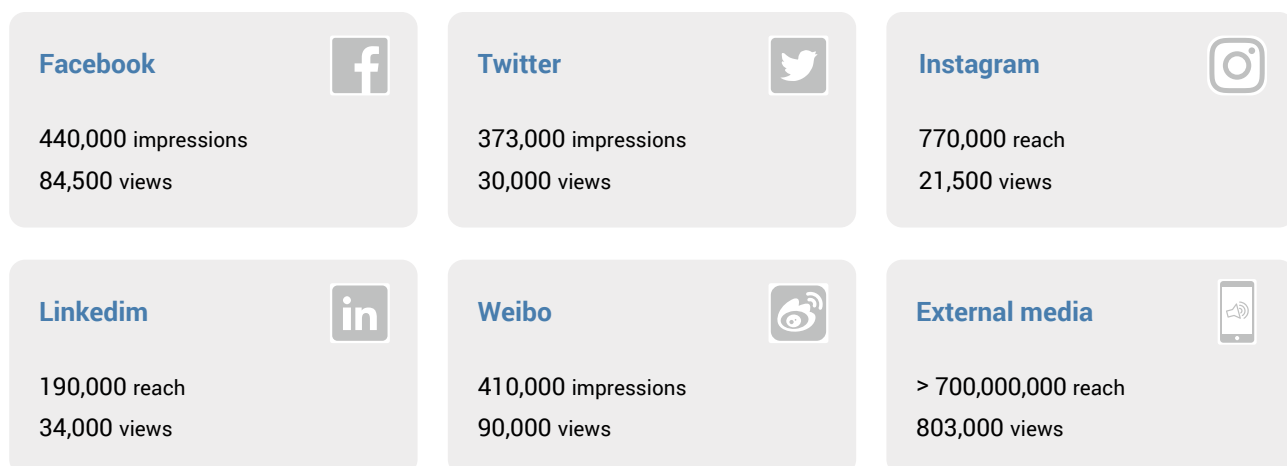 Facebook
440,000 impressions
84,500 views
Twitter
373,000 impressions
30,000 views
Instagram
770,000 reach
21,500 views
Linkedim
in
190,000 reach
34,000 views
Weibo
410,000 impressions
90,000 views
External media
> 700,000,000 reach
803,000 views